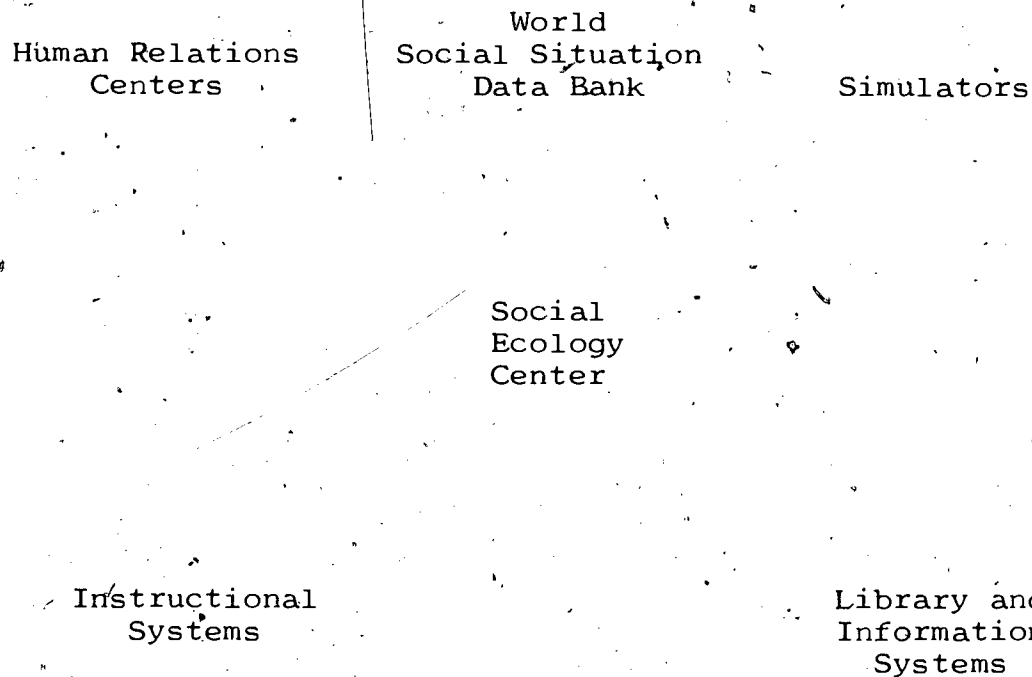 Human Relations
Centers
World
Social Situation
Data Bank
Simulators
Social
Ecology
Center
Instructional
Systems
Library and
Information
Systems